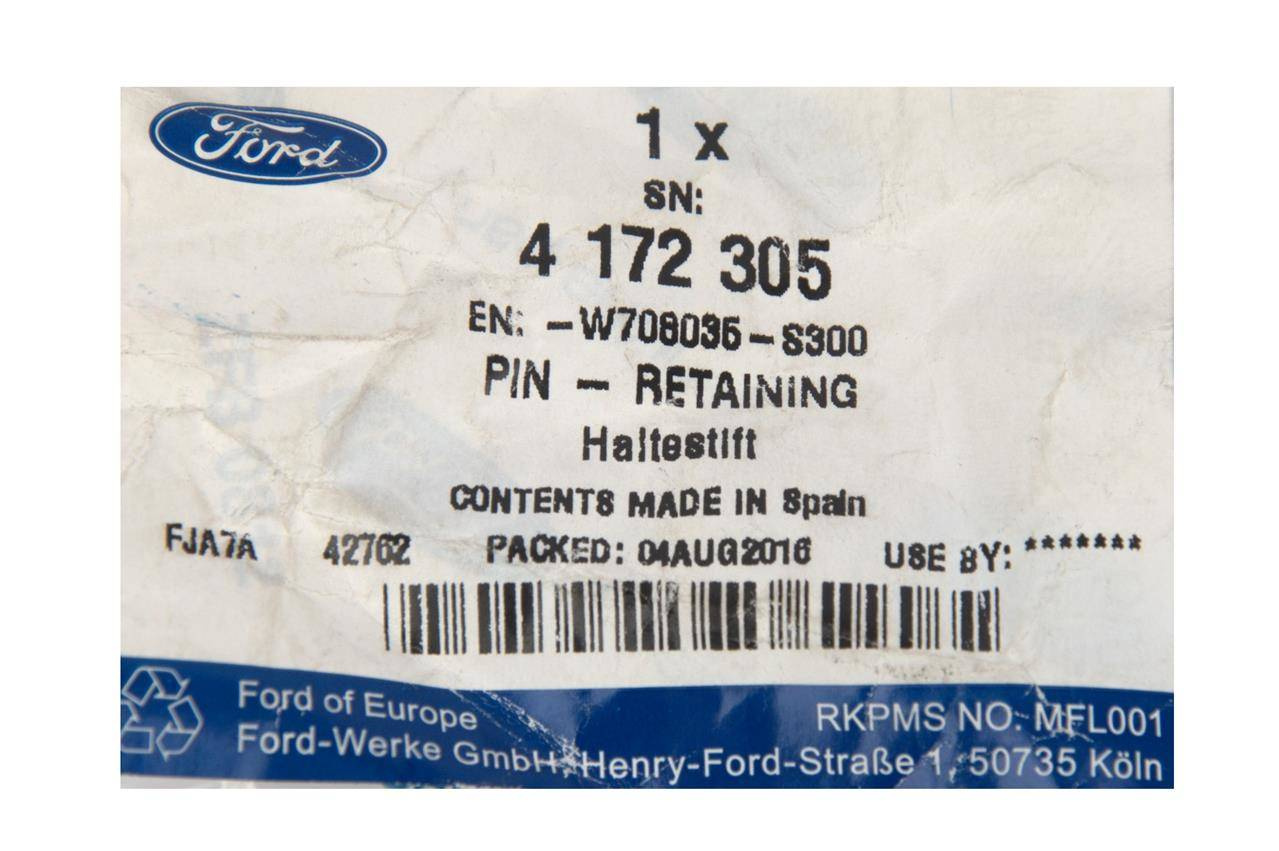 Ford
1 x
SN:
4 172 305
EN: -W708036-S300
PIN - RETAINING
Haltestift
CONTENTS MADE IN Spain
FJA7A 42762 PACKED: 04AUG2016 USE BY: *******
Ford of Europe
RKPMS NO. MFL001
Ford-Werke GmbH, Henry-Ford-Straße 1, 50735 Köln